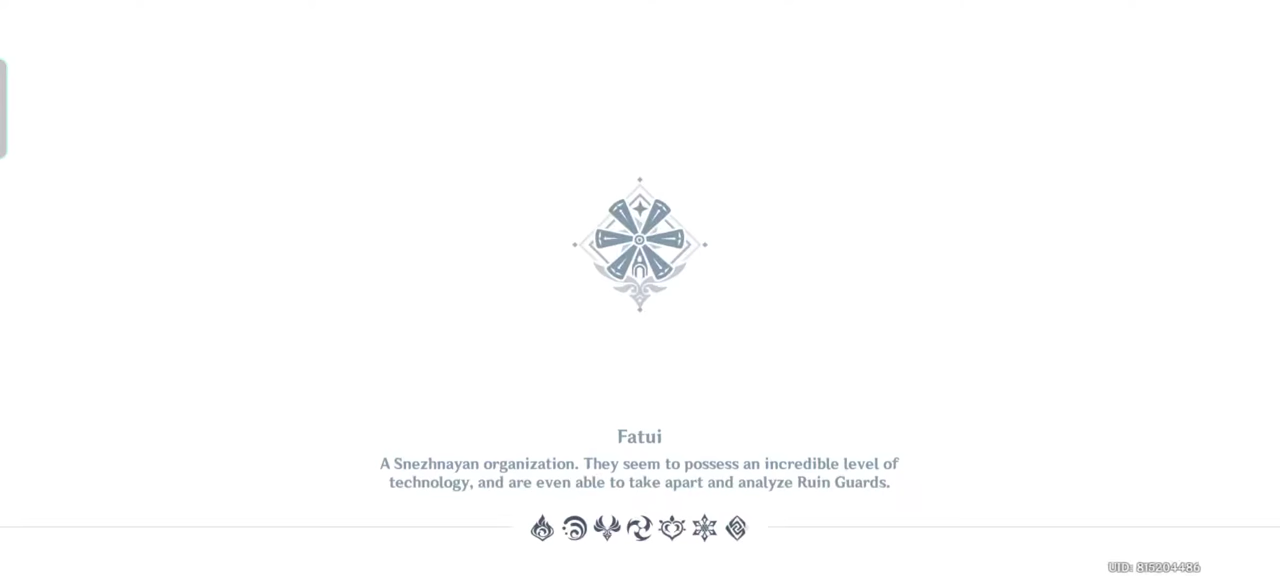 Fatui
A Snezhnayan organization. They seem to possess an incredible level of
technology, and are even able to take apart and analyze Ruin Guards.
UID: 815204486